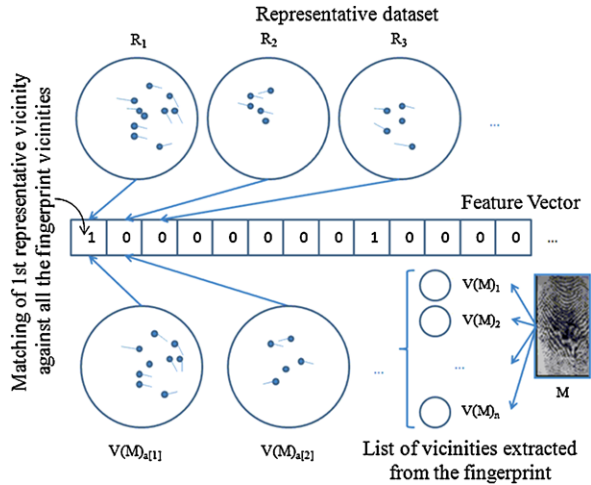 Representative dataset
R1
R2
R3
...
Matching of 1st representative vicinity
against all the fingerprint vicinities
Feature Vector
1 0 0 0 0 0 0 0 1 0 0 0 0 ...
V(M)1
V(M)2
...
...
V(M)n
M
V(M)a[1]
V(M)a[2]
List of vicinities extracted
from the fingerprint